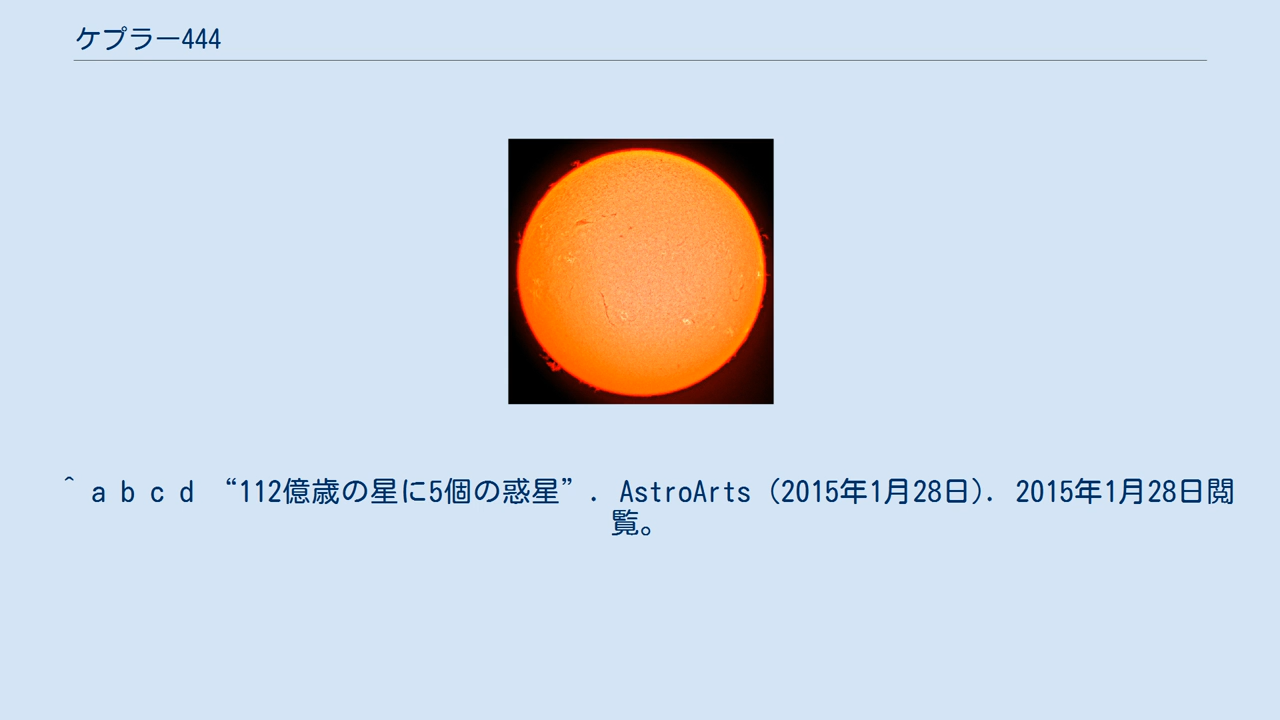 ケプラー444
^ a b c d “112億歳の星に5個の惑星”. AstroArts (2015年1月28日). 2015年1月28日閲
覧。